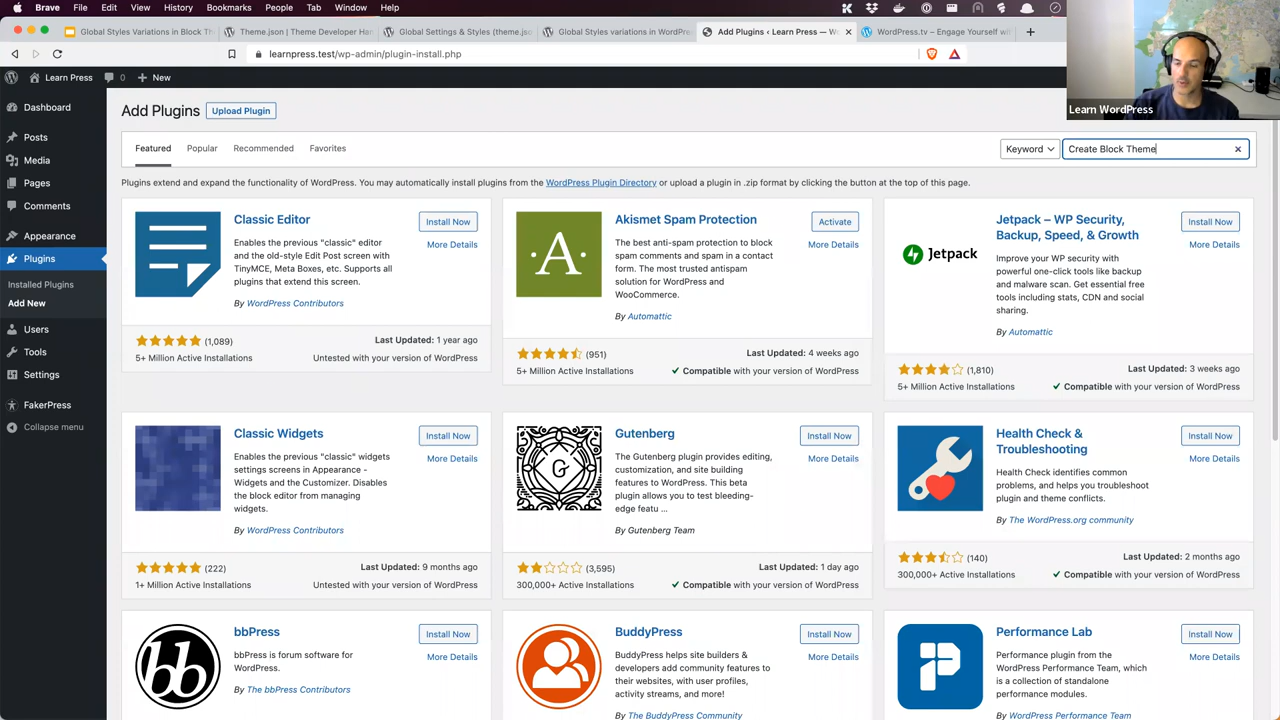 Brave File Edit View History Bookmarks Tab Window Help
Global Styles Variations in Block Th
Theme.json | Theme Developer Han
Global Settings & Styles (theme.jso
Global Styles variations in WordPre
Add Plugins ‹ Learn Press — W
WordPress.tv – Engage Yourself wi
learnpress.test/wp-admin/plugin-install.php
Learn Press 0 New
Learn WordPress
Dashboard
Posts
Media
Pages
Comments
Appearance
Plugins
Installed Plugins
Add New
Users
Tools
Settings
FakerPress
Collapse menu
Add Plugins Upload Plugin
Featured Popular Recommended Favorites Keyword Create Block Theme
Plugins extend and expand the functionality of WordPress. You may automatically install plugins from the WordPress Plugin Directory or upload a plugin in .zip format by clicking the button at the top of this page.
Classic Editor
Install Now
More Details
Enables the previous "classic" editor
and the old-style Edit Post screen with
TinyMCE, Meta Boxes, etc. Supports all
plugins that extend this screen.
By WordPress Contributors
(1,089)
Last Updated: 1 year ago
5+ Million Active Installations
Untested with your version of WordPress
Akismet Spam Protection
Activate
More Details
The best anti-spam protection to block
spam comments and spam in a contact
form. The most trusted antispam
solution for WordPress and
WooCommerce.
By Automattic
(951)
Last Updated: 4 weeks ago
5+ Million Active Installations
Compatible with your version of WordPress
Jetpack
Jetpack – WP Security,
Backup, Speed, & Growth
Install Now
More Details
Improve your WP security with
powerful one-click tools like backup
and malware scan. Get essential free
tools including stats, CDN and social
sharing.
By Automattic
(1,810)
Last Updated: 3 weeks ago
5+ Million Active Installations
Compatible with your version of WordPress
Classic Widgets
Install Now
More Details
Enables the previous "classic" widgets
settings screens in Appearance -
Widgets and the Customizer. Disables
the block editor from managing
widgets.
By WordPress Contributors
(222)
Last Updated: 9 months ago
1+ Million Active Installations
Untested with your version of WordPress
G
Gutenberg
Install Now
More Details
The Gutenberg plugin provides editing,
customization, and site building
features to WordPress. This beta
plugin allows you to test bleeding-
edge featu ...
By Gutenberg Team
(3,595)
Last Updated: 1 day ago
300,000+ Active Installations
Compatible with your version of WordPress
Health Check &
Troubleshooting
Install Now
More Details
Health Check identifies common
problems, and helps you troubleshoot
plugin and theme conflicts.
By The WordPress.org community
(140)
Last Updated: 2 months ago
300,000+ Active Installations
Compatible with your version of WordPress
bb
bbPress
Install Now
More Details
bbPress is forum software for
WordPress.
By The bbPress Contributors
BuddyPress
Install Now
More Details
BuddyPress helps site builders &
developers add community features to
their websites, with user profiles,
activity streams, and more!
By The BuddyPress Community
Performance Lab
Install Now
More Details
Performance plugin from the
WordPress Performance Team, which
is a collection of standalone
performance modules.
By WordPress Performance Team